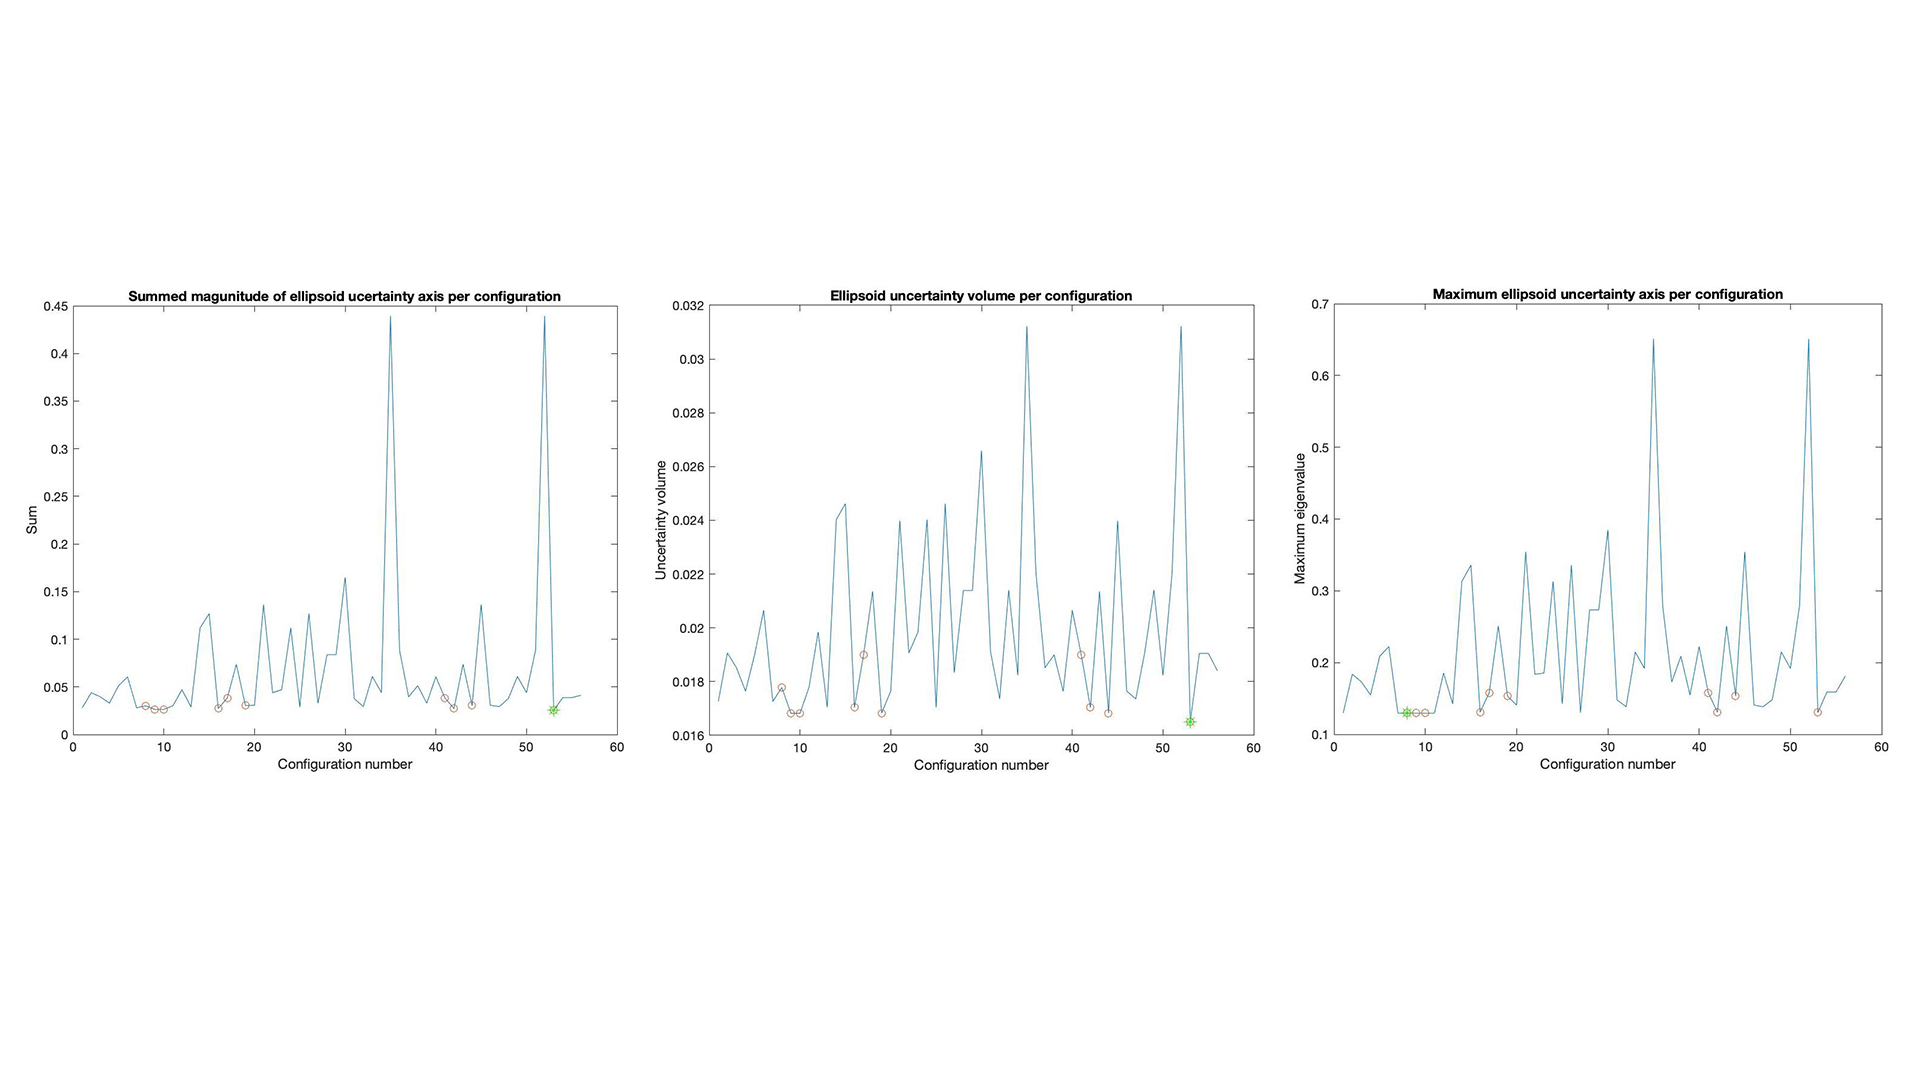 Summed magunitude of ellipsoid ucertainty axis per configuration
0.45
0.4
0.35
0.3
0.25
0.2
0.15
0.1
0.05
0
Sum
0 10 20 30 40 50 60
Configuration number
Ellipsoid uncertainty volume per configuration
0.032
0.03
0.028
0.026
0.024
0.022
0.02
0.018
0.016
Uncertainty volume
0 10 20 30 40 50 60
Configuration number
Maximum ellipsoid uncertainty axis per configuration
0.7
0.6
0.5
0.4
0.3
0.2
0.1
Maximum eigenvalue
0 10 20 30 40 50 60
Configuration number